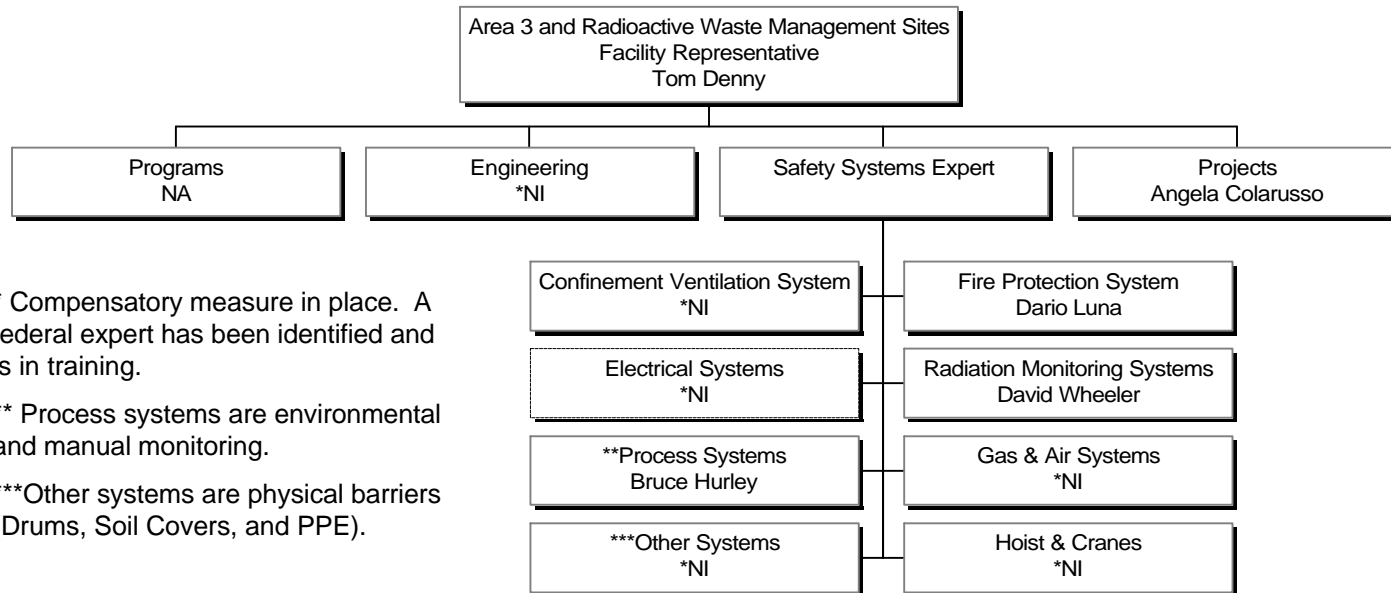 Area 3 and Radioactive Waste Management Sites
Facility Representative
Tom Denny
Programs
NA
Engineering
*NI
Safety Systems Expert
Projects
Angela Colarusso
* Compensatory measure in place. A
ederal expert has been identified and
s in training.
** Process systems are environmental
and manual monitoring.
***Other systems are physical barriers
Drums, Soil Covers, and PPE).
Confinement Ventilation System
*NI
Fire Protection System
Dario Luna
Electrical Systems
*NI
Radiation Monitoring Systems
David Wheeler
**Process Systems
Bruce Hurley
Gas & Air Systems
*NI
***Other Systems
*NI
Hoist & Cranes
*NI